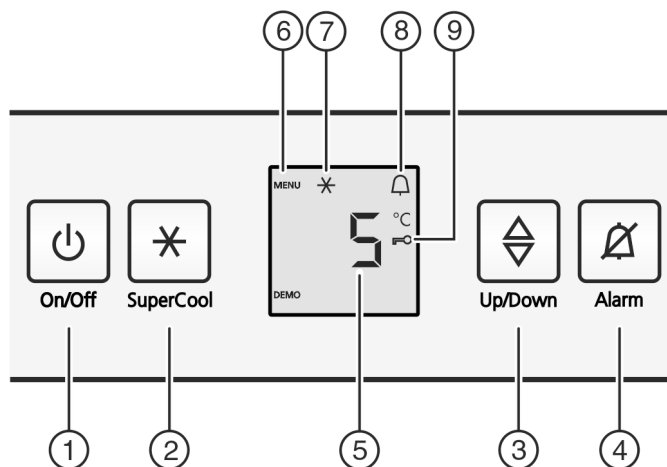 6 7 8 9
MENU
°C
5
DEMO
On/Off SuperCool Up/Down Alarm
1 2 5 3 4